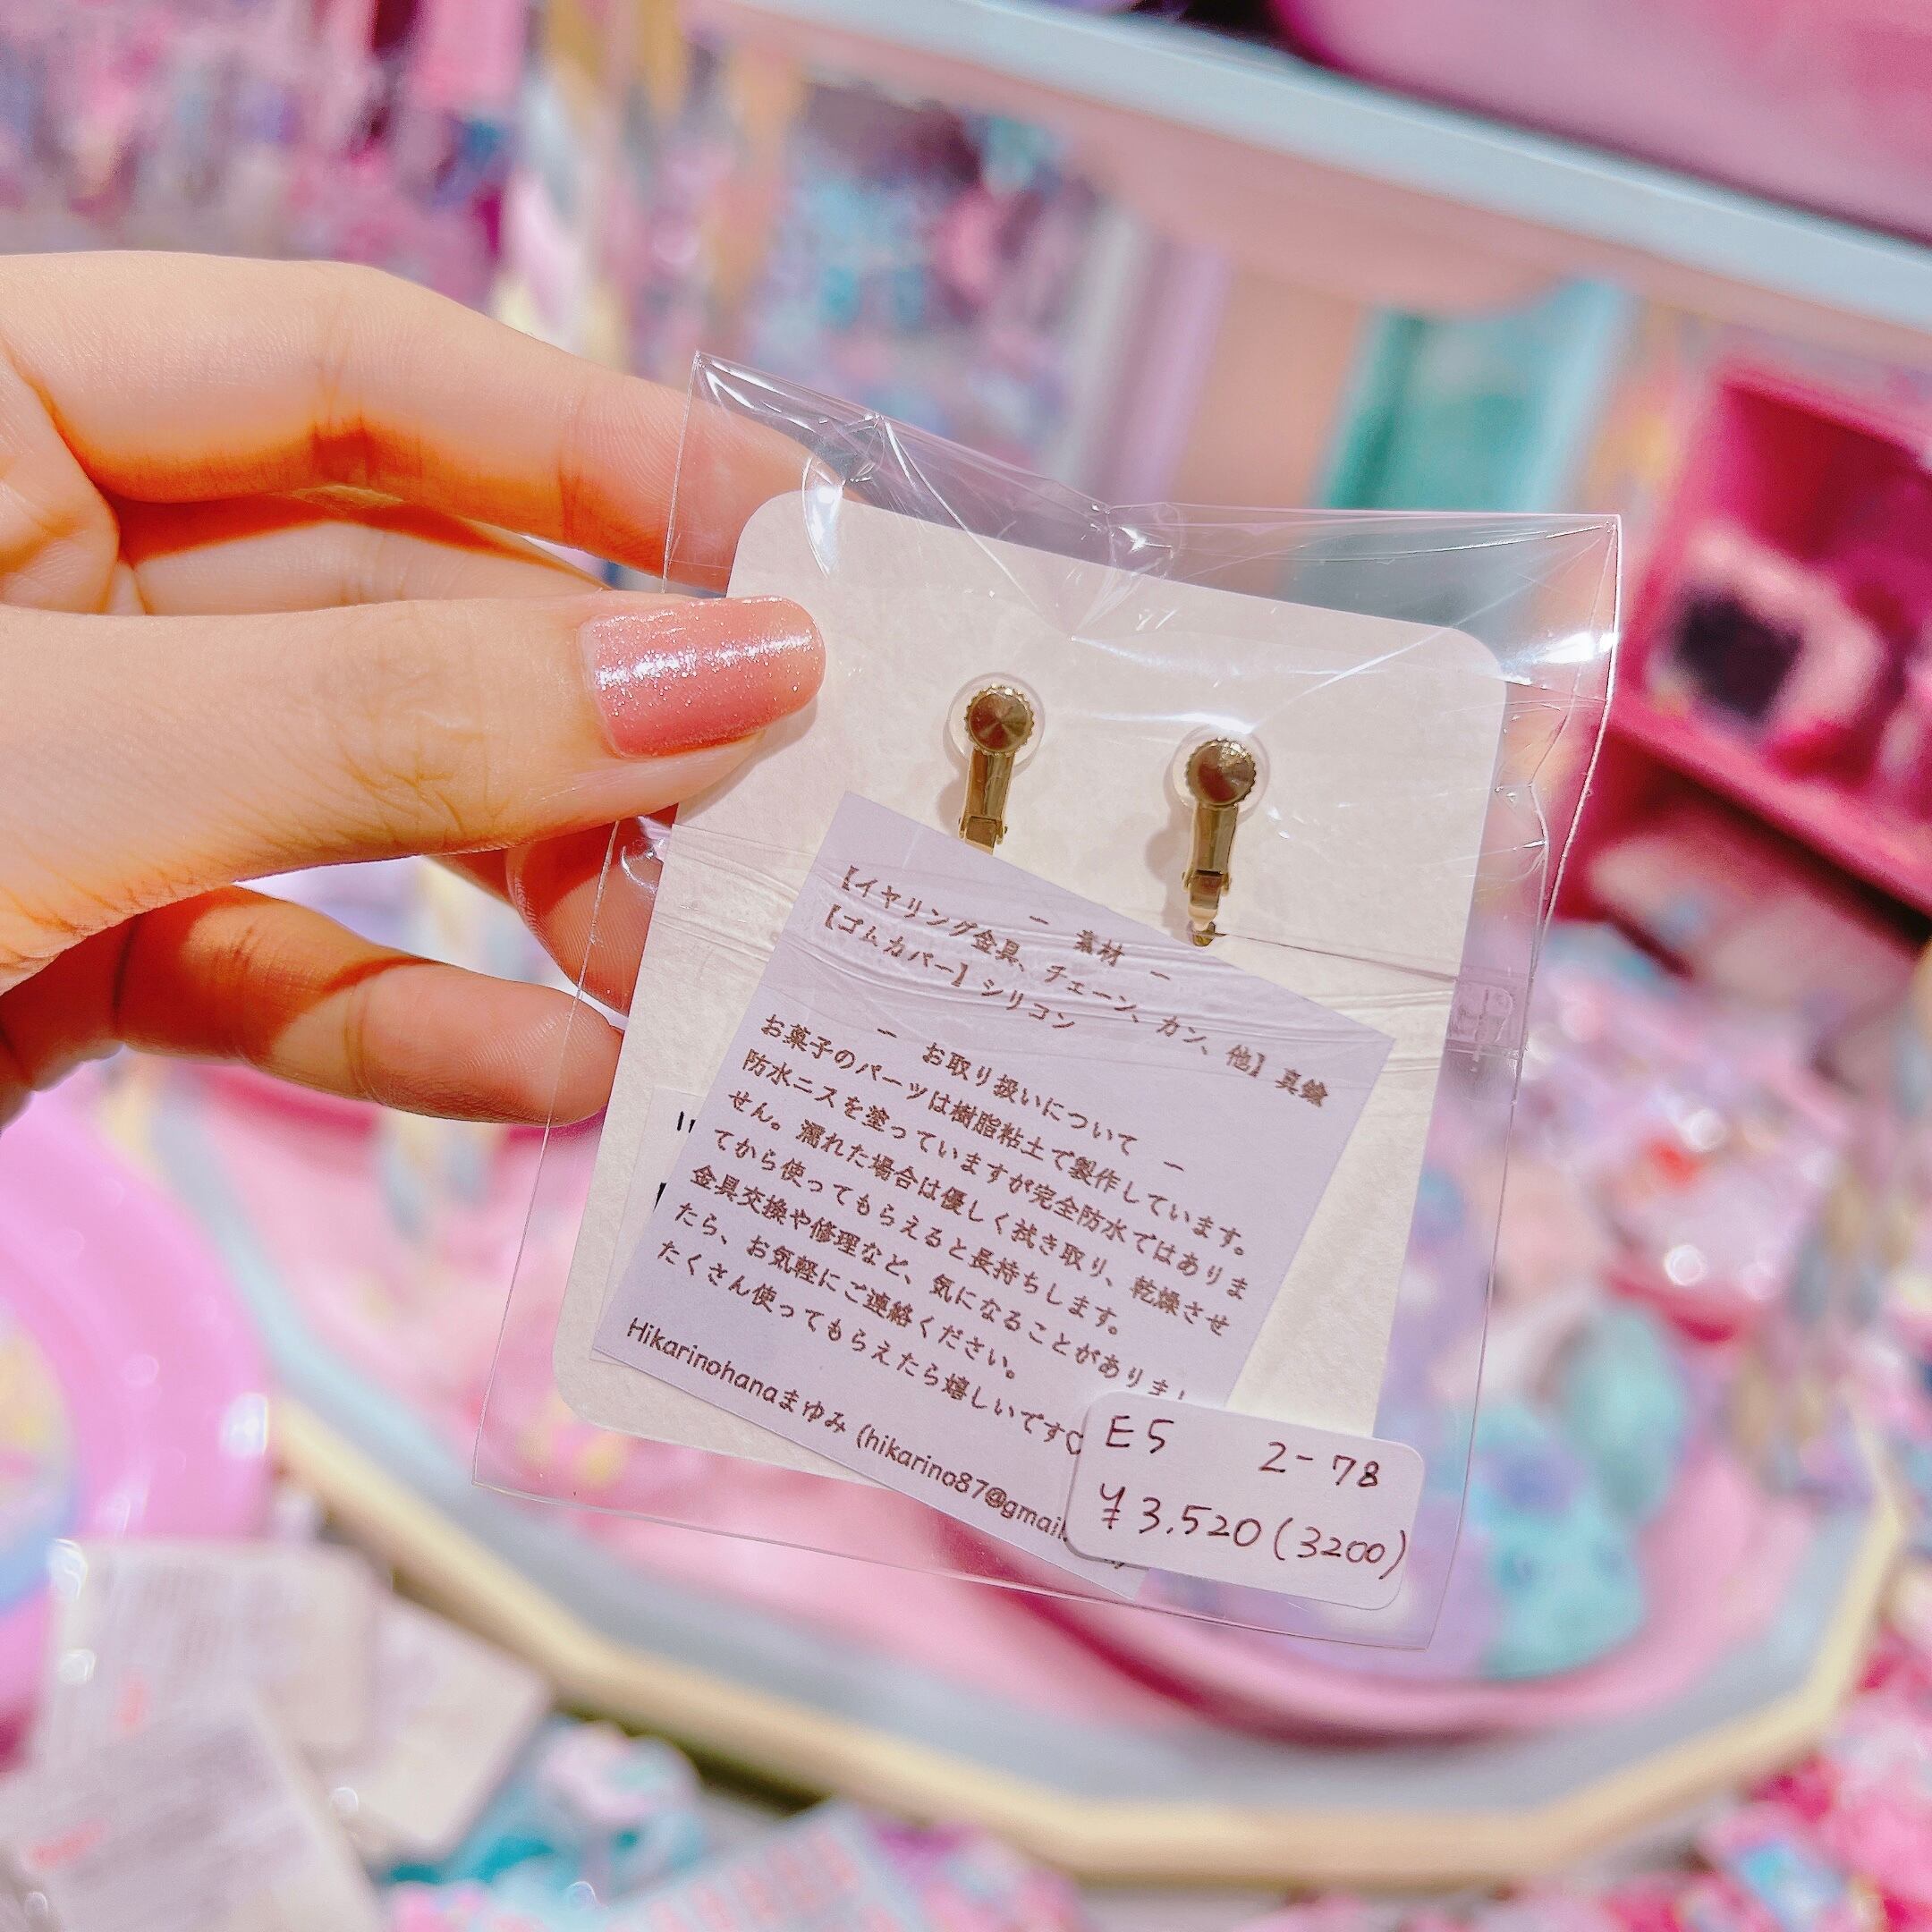 ー 素材 ー
【イヤリング金具、チェーン、カン、他】真鍮
【ゴムカバー】シリコン
ー お取り扱いについて ー
お菓子のパーツは樹脂粘土で製作しています。
防水ニスを塗っていますが完全防水ではありま
せん。濡れた場合は優しく拭き取り、乾燥させ
てから使ってもらえると長持ちします。
金具交換や修理など、気になることがありまし
たら、お気軽にご連絡ください。
たくさん使ってもらえたら嬉しいです♡
Hikarinohanaまゆみ (hikarino87@gmail
E5 2-78
¥3,520(3200)